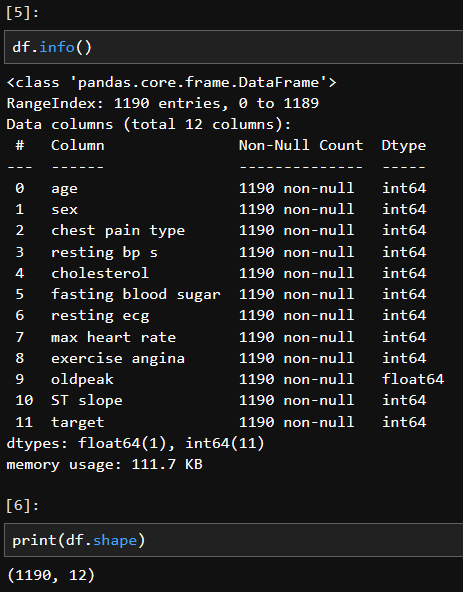 [5]:
df.info()
<class 'pandas.core.frame.DataFrame'>
RangeIndex: 1190 entries, 0 to 1189
Data columns (total 12 columns):
 #   Column               Non-Null Count  Dtype
---  ------               --------------  -----
 0   age                  1190 non-null   int64
 1   sex                  1190 non-null   int64
 2   chest pain type      1190 non-null   int64
 3   resting bp s         1190 non-null   int64
 4   cholesterol          1190 non-null   int64
 5   fasting blood sugar  1190 non-null   int64
 6   resting ecg          1190 non-null   int64
 7   max heart rate       1190 non-null   int64
 8   exercise angina      1190 non-null   int64
 9   oldpeak              1190 non-null   float64
 10  ST slope             1190 non-null   int64
 11  target               1190 non-null   int64
dtypes: float64(1), int64(11)
memory usage: 111.7 KB
[6]:
print(df.shape)
(1190, 12)